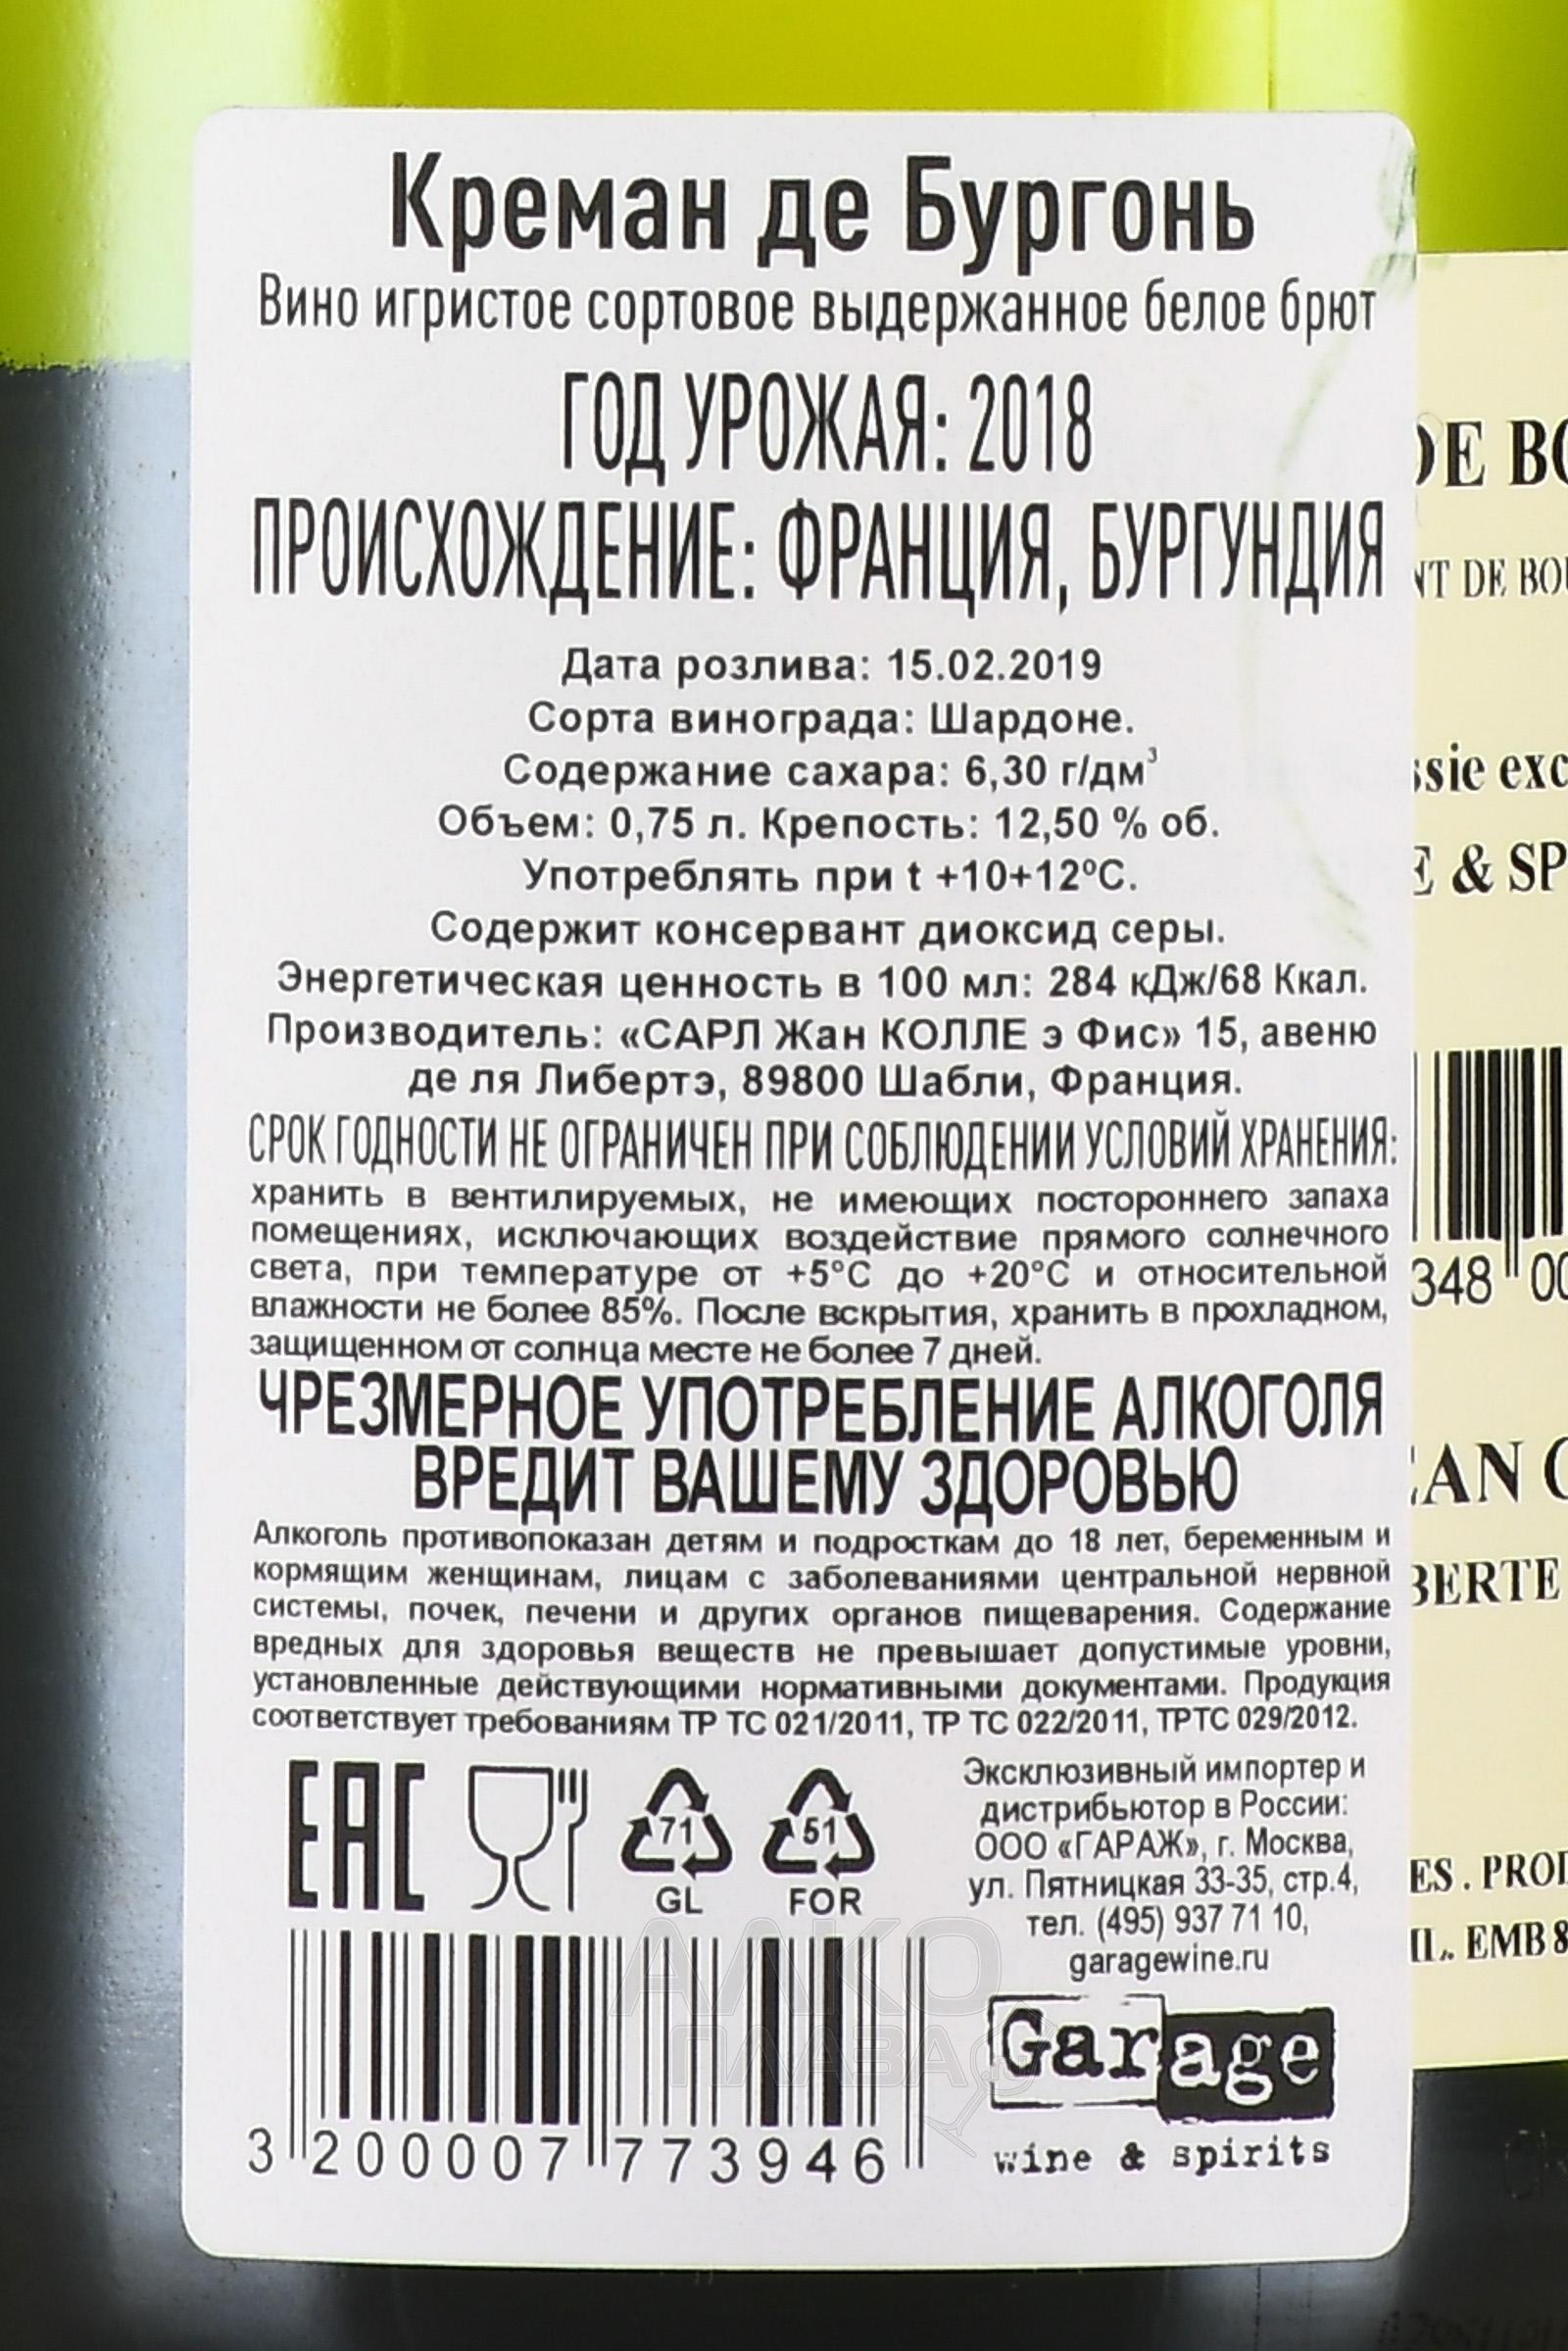 Креман де Бургонь
Вино игристое сортовое выдержанное белое брют
ГОД УРОЖАЯ: 2018
ПРОИСХОЖДЕНИЕ: ФРАНЦИЯ, БУРГУНДИЯ
Дата розлива: 15.02.2019
Сорта винограда: Шардоне.
Содержание сахара: 6,30 г/дм³
Объем: 0,75 л. Крепость: 12,50 % об.
Употреблять при t +10+12ºС.
Содержит консервант диоксид серы.
Энергетическая ценность в 100 мл: 284 кДж/68 Ккал.
Производитель: «САРЛ Жан КОЛЛЕ э Фис» 15, авеню
де ля Либертэ, 89800 Шабли, Франция.
СРОК ГОДНОСТИ НЕ ОГРАНИЧЕН ПРИ СОБЛЮДЕНИИ УСЛОВИЙ ХРАНЕНИЯ:
хранить в вентилируемых, не имеющих постороннего запаха
помещениях, исключающих воздействие прямого солнечного
света, при температуре от +5°С до +20°С и относительной
влажности не более 85%. После вскрытия, хранить в прохладном,
защищенном от солнца месте не более 7 дней.
ЧРЕЗМЕРНОЕ УПОТРЕБЛЕНИЕ АЛКОГОЛЯ
ВРЕДИТ ВАШЕМУ ЗДОРОВЬЮ
Алкоголь противопоказан детям и подросткам до 18 лет, беременным и
кормящим женщинам, лицам с заболеваниями центральной нервной
системы, почек, печени и других органов пищеварения. Содержание
вредных для здоровья веществ не превышает допустимые уровни,
установленные действующими нормативными документами. Продукция
соответствует требованиям ТР ТС 021/2011, ТР ТС 022/2011, ТРТС 029/2012.
ЕАС
71
GL
51
FOR
Эксклюзивный импортер и
дистрибьютор в России:
ООО «ГАРАЖ», г. Москва,
ул. Пятницкая 33-35, стр.4,
тел. (495) 937 71 10,
garagewine.ru
Garage
wine & spirits
3 200007 773946
АЛКО
ПЛАЗА
DE BO
NT DE BOU
ssie exc
E & SP
348 00
EAN C
BERTE
ES. PROD
IL. EMB 8